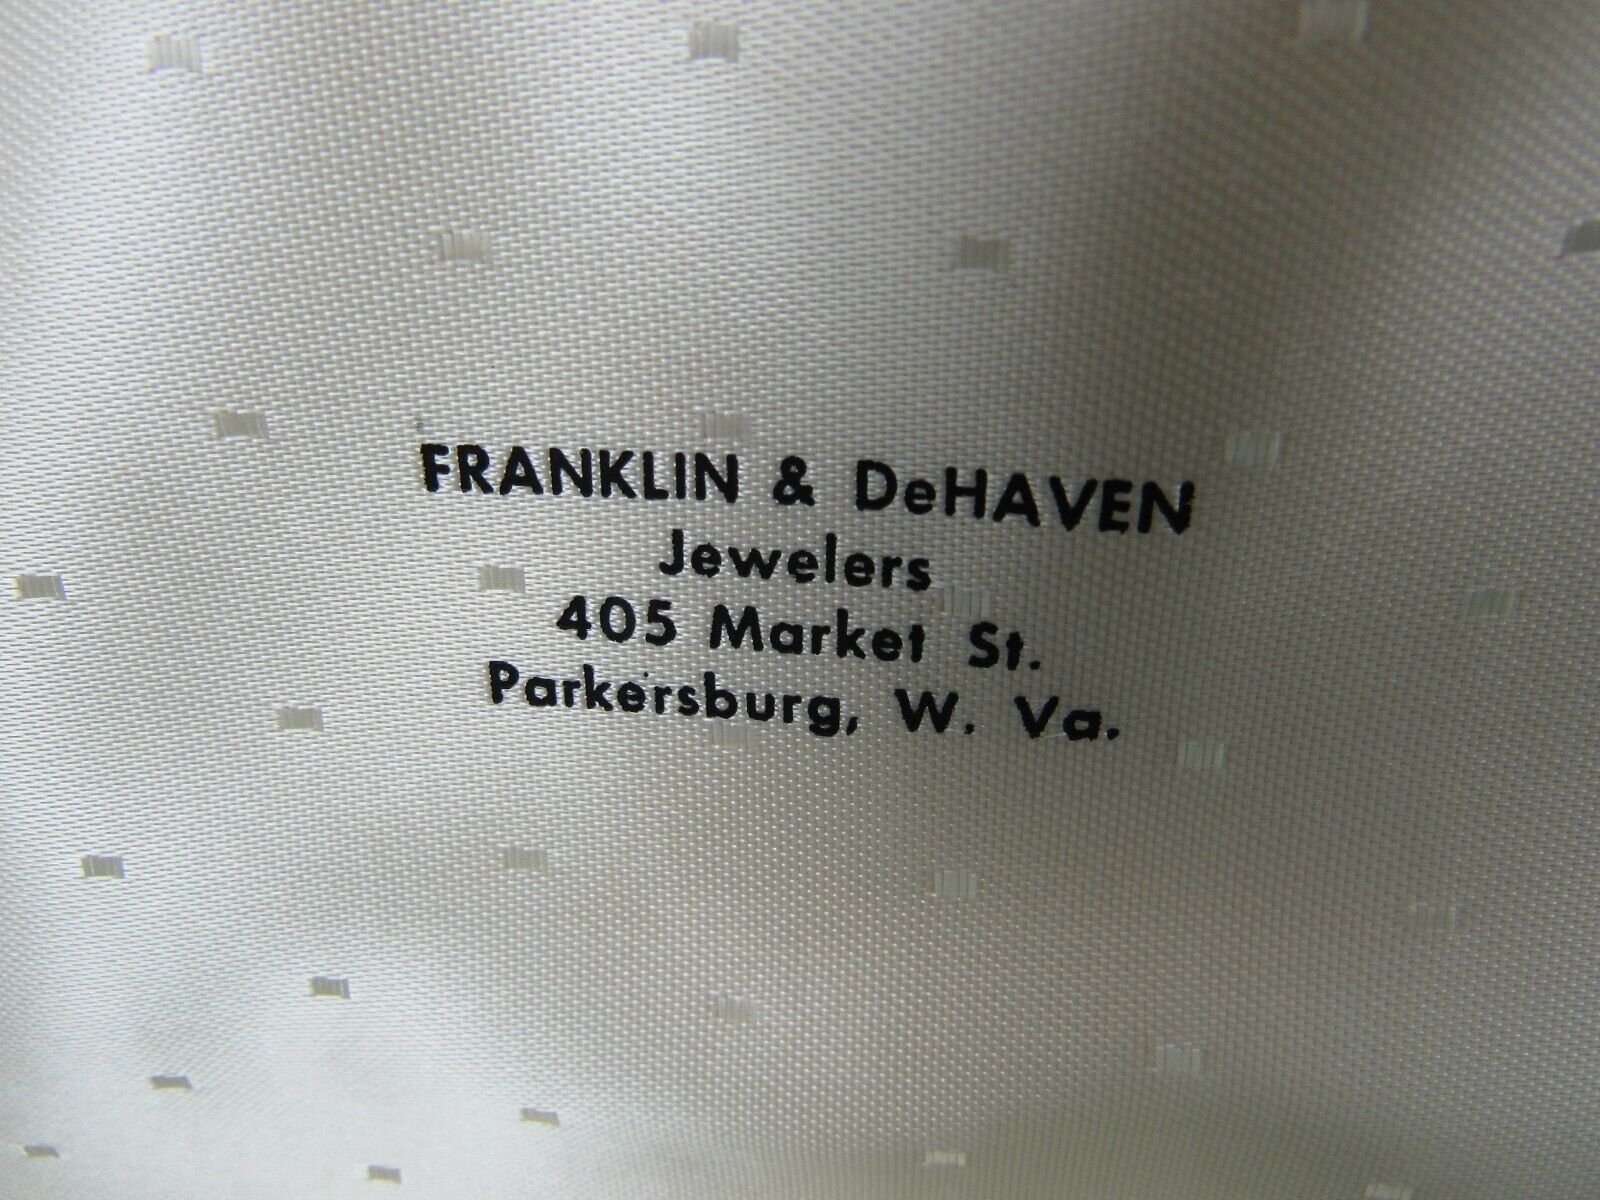 FRANKLIN & DeHAVEN
Jewelers
405 Market St.
Parkersburg, W. Va.